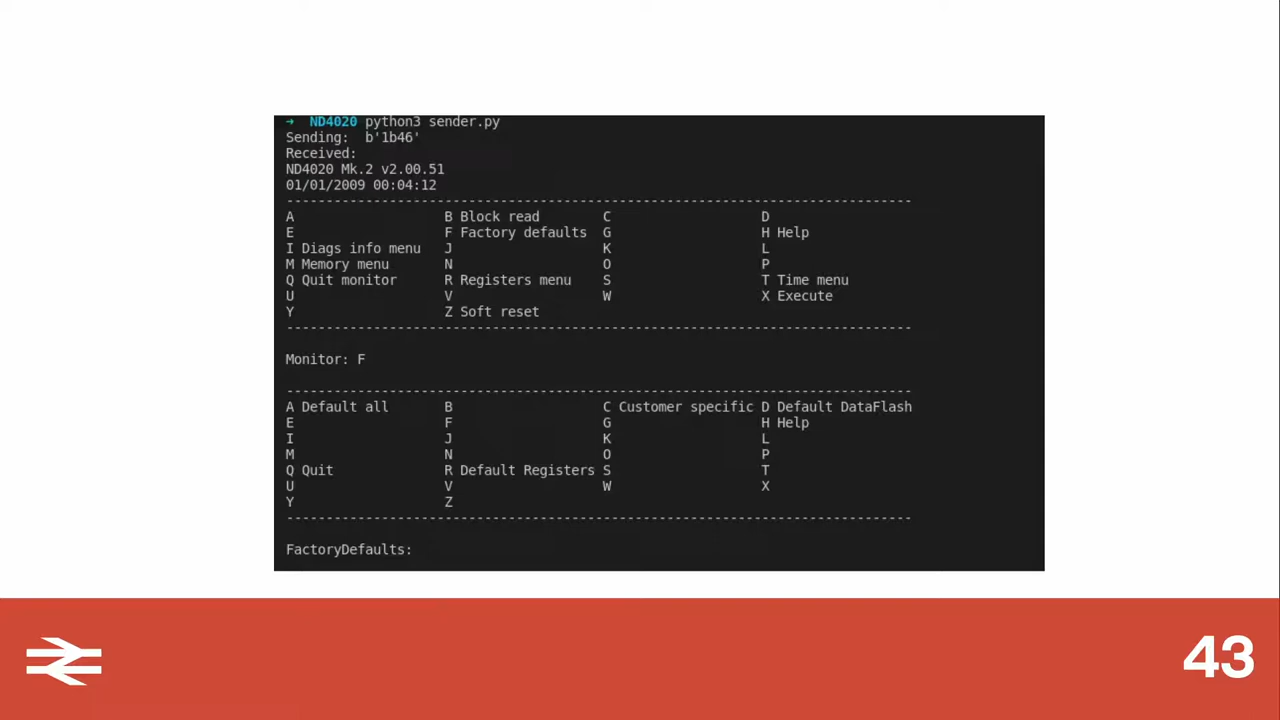 → ND4020 python3 sender.py
Sending:  b'1b46'
Received:
ND4020 Mk.2 v2.00.51
01/01/2009 00:04:12
-------------------------------------------------------------------------------
A                   B Block read        C                   D
E                   F Factory defaults  G                   H Help
I Diags info menu   J                   K                   L
M Memory menu       N                   O                   P
Q Quit monitor      R Registers menu    S                   T Time menu
U                   V                   W                   X Execute
Y                   Z Soft reset
-------------------------------------------------------------------------------
Monitor: F
-------------------------------------------------------------------------------
A Default all       B                   C Customer specific D Default DataFlash
E                   F                   G                   H Help
I                   J                   K                   L
M                   N                   O                   P
Q Quit              R Default Registers S                   T
U                   V                   W                   X
Y                   Z
-------------------------------------------------------------------------------
FactoryDefaults:
43